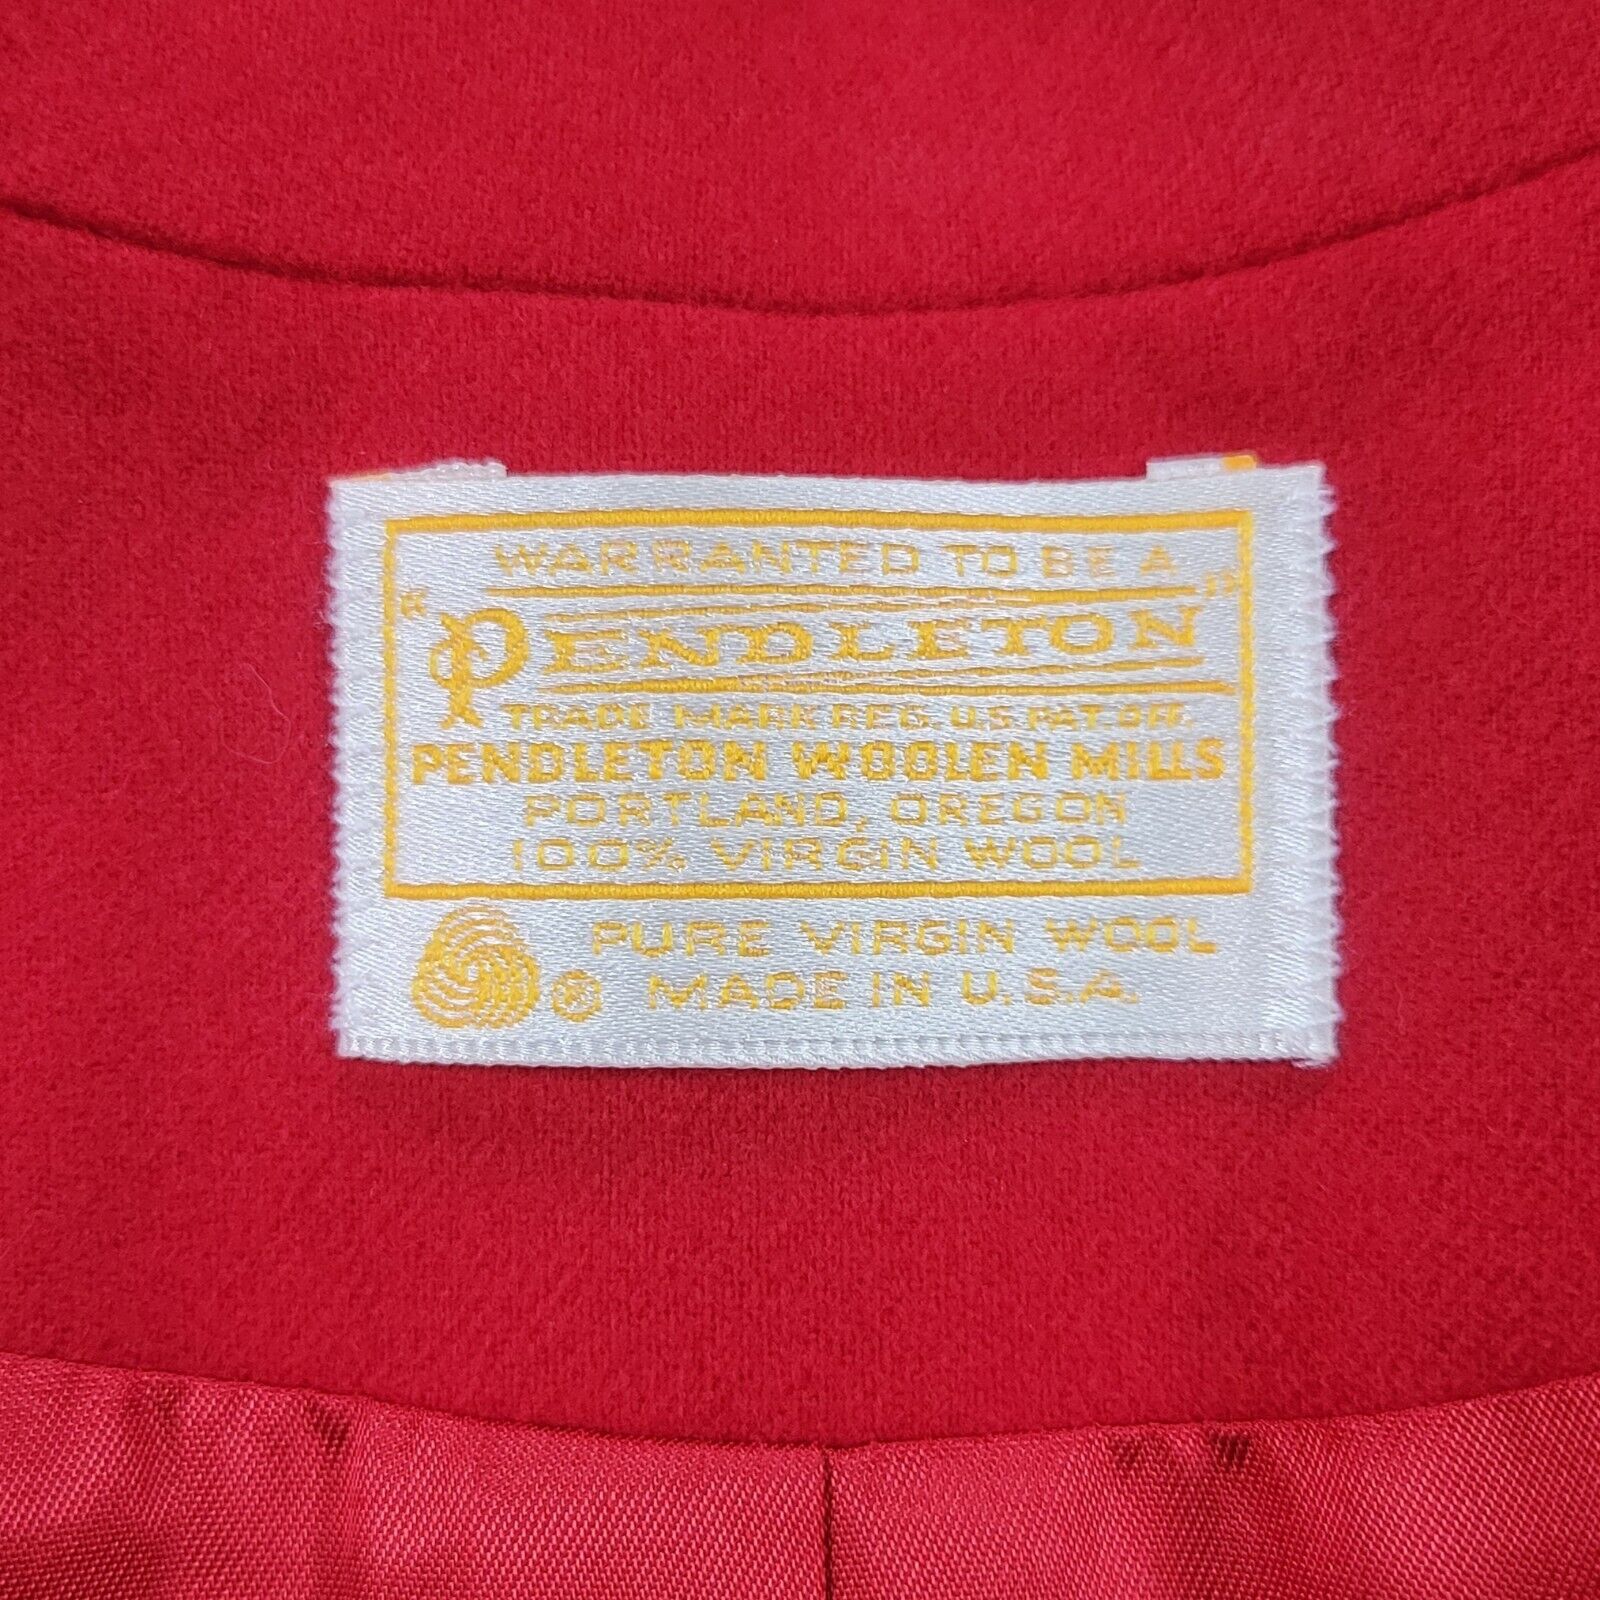 WARRANTED TO BE A
"PENDLETON"
TRADE MARK REG. U.S. PAT. OFF.
PENDLETON WOOLEN MILLS
PORTLAND, OREGON
100% VIRGIN WOOL
® PURE VIRGIN WOOL
MADE IN U.S.A.